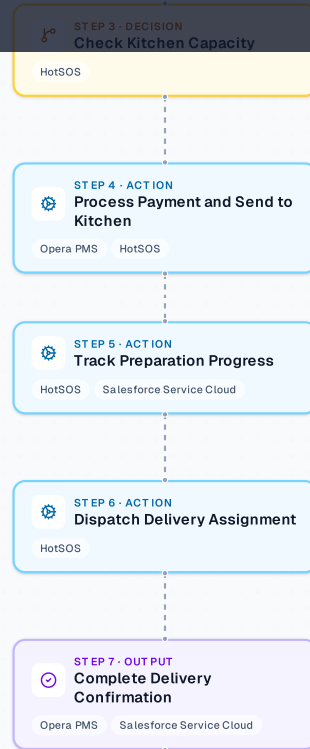 STEP 3 · DECISION
Check Kitchen Capacity
HotSOS
STEP 4 · ACTION
Process Payment and Send to
Kitchen
Opera PMS HotSOS
STEP 5 · ACTION
Track Preparation Progress
HotSOS Salesforce Service Cloud
STEP 6 · ACTION
Dispatch Delivery Assignment
HotSOS
STEP 7 · OUTPUT
Complete Delivery
Confirmation
Opera PMS Salesforce Service Cloud